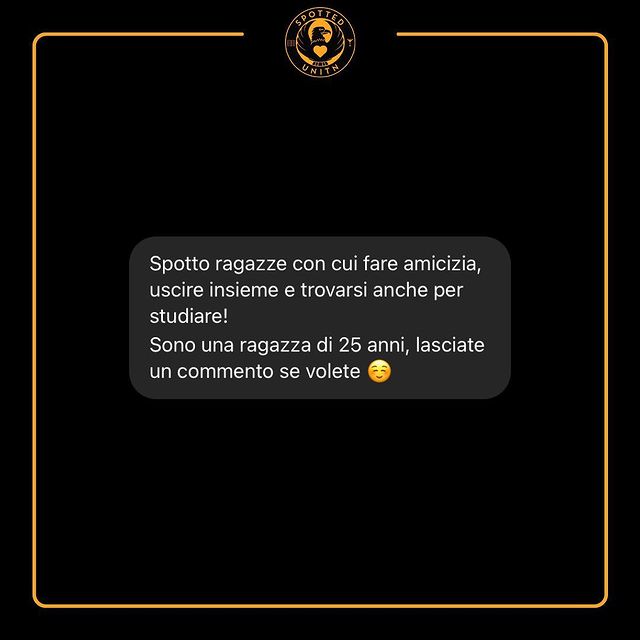 SPOTTED
UNITN
Spotto ragazze con cui fare amicizia,
uscire insieme e trovarsi anche per
studiare!
Sono una ragazza di 25 anni, lasciate
un commento se volete ☺️